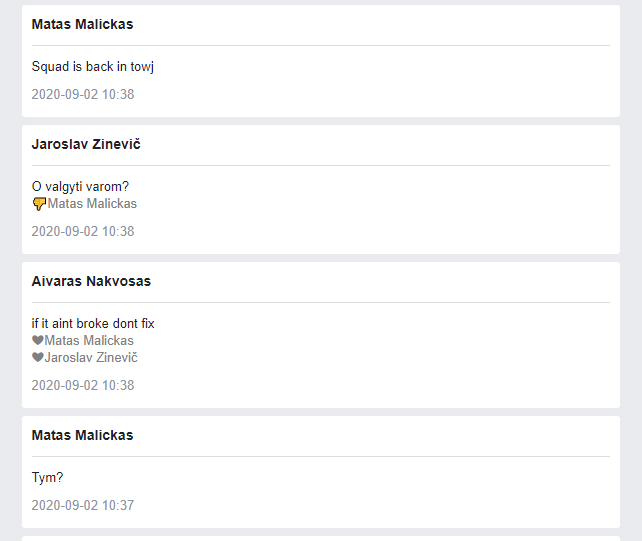 Matas Malickas
Squad is back in towj
2020-09-02 10:38
Jaroslav Zinevič
O valgyti varom?
👎Matas Malickas
2020-09-02 10:38
Aivaras Nakvosas
if it aint broke dont fix
❤Matas Malickas
❤Jaroslav Zinevič
2020-09-02 10:38
Matas Malickas
Tym?
2020-09-02 10:37